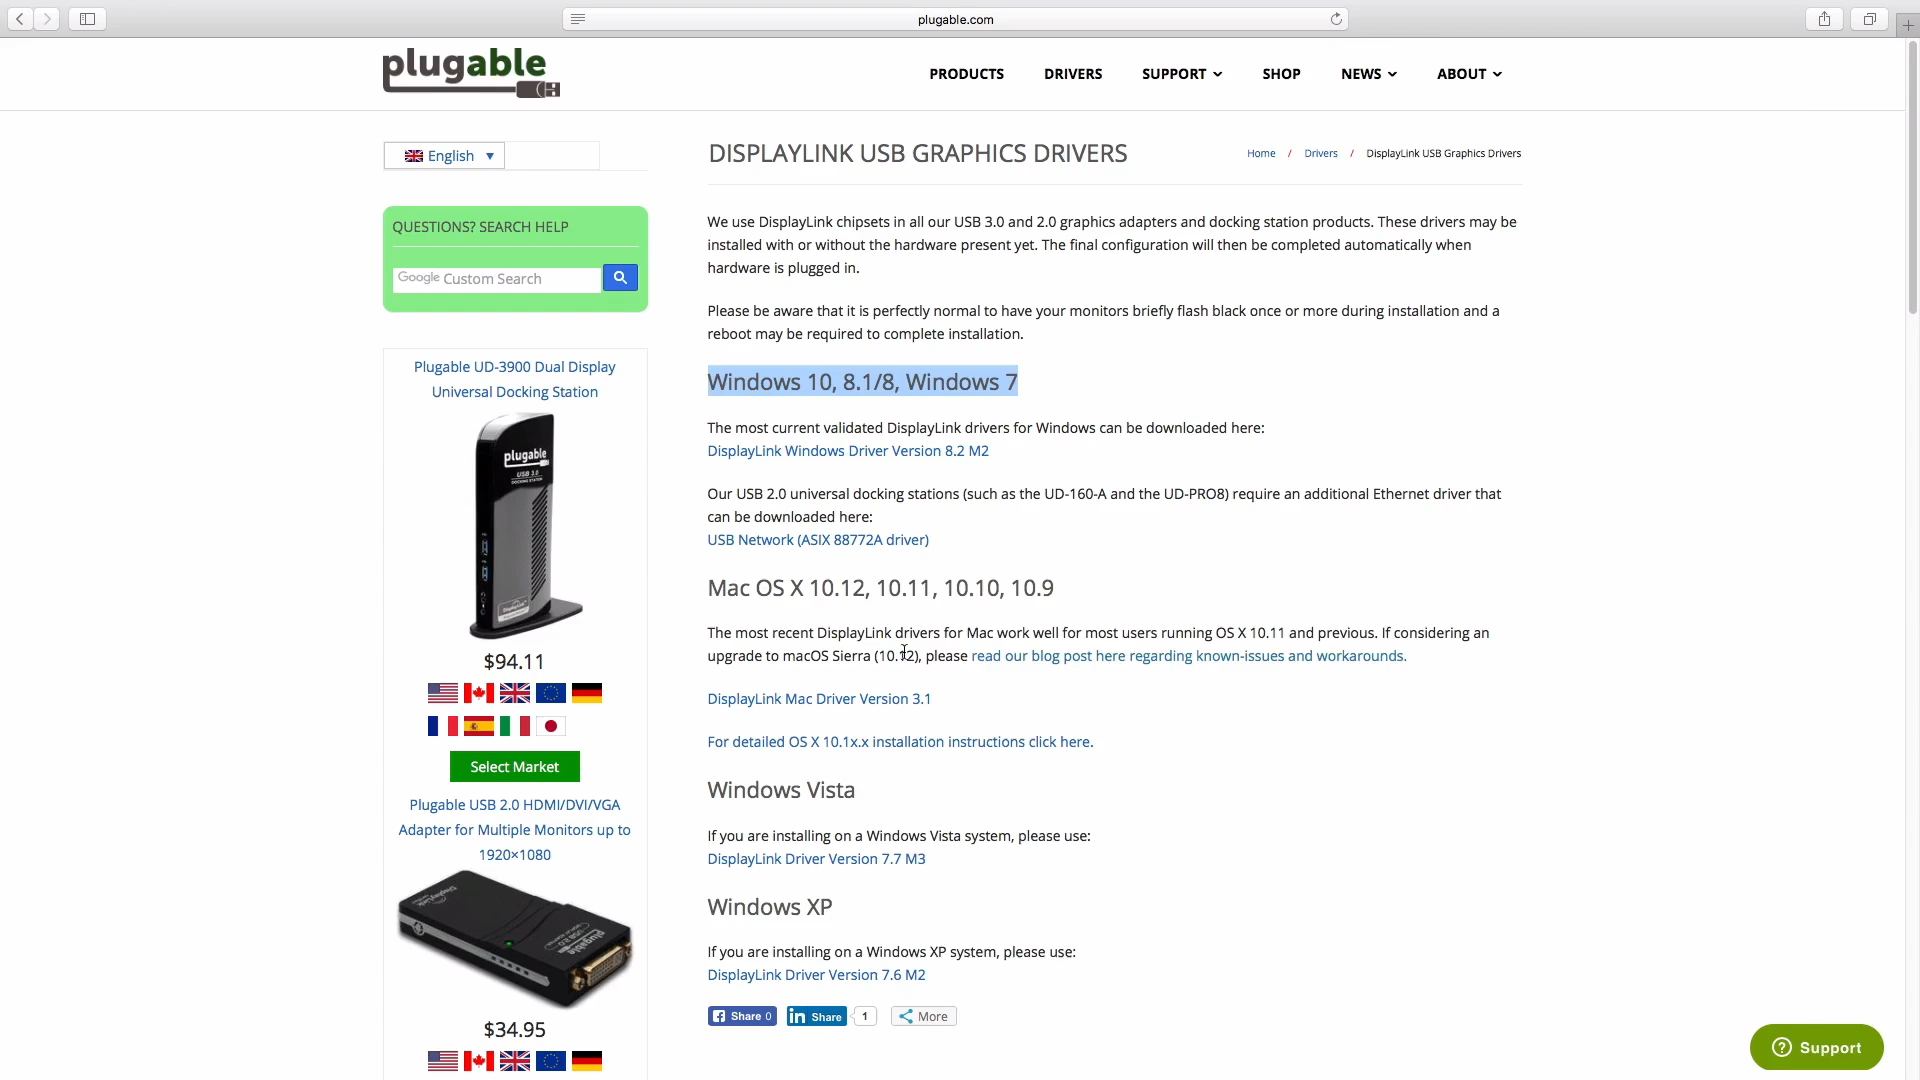 plugable.com
plugable
PRODUCTS
DRIVERS
SUPPORT
SHOP
NEWS
ABOUT
English
QUESTIONS? SEARCH HELP
Google Custom Search
Plugable UD-3900 Dual Display
Universal Docking Station
plugable
USB 3.0
DOCKING STATION
DisplayLink
$94.11
Select Market
Plugable USB 2.0 HDMI/DVI/VGA
Adapter for Multiple Monitors up to
1920×1080
DisplayLink
plugable
USB 2.0
$34.95
DISPLAYLINK USB GRAPHICS DRIVERS
Home / Drivers / DisplayLink USB Graphics Drivers
We use DisplayLink chipsets in all our USB 3.0 and 2.0 graphics adapters and docking station products. These drivers may be
installed with or without the hardware present yet. The final configuration will then be completed automatically when
hardware is plugged in.
Please be aware that it is perfectly normal to have your monitors briefly flash black once or more during installation and a
reboot may be required to complete installation.
Windows 10, 8.1/8, Windows 7
The most current validated DisplayLink drivers for Windows can be downloaded here:
DisplayLink Windows Driver Version 8.2 M2
Our USB 2.0 universal docking stations (such as the UD-160-A and the UD-PRO8) require an additional Ethernet driver that
can be downloaded here:
USB Network (ASIX 88772A driver)
Mac OS X 10.12, 10.11, 10.10, 10.9
The most recent DisplayLink drivers for Mac work well for most users running OS X 10.11 and previous. If considering an
upgrade to macOS Sierra (10.12), please read our blog post here regarding known-issues and workarounds.
DisplayLink Mac Driver Version 3.1
For detailed OS X 10.1x.x installation instructions click here.
Windows Vista
If you are installing on a Windows Vista system, please use:
DisplayLink Driver Version 7.7 M3
Windows XP
If you are installing on a Windows XP system, please use:
DisplayLink Driver Version 7.6 M2
Share 0
in Share 1
More
Support